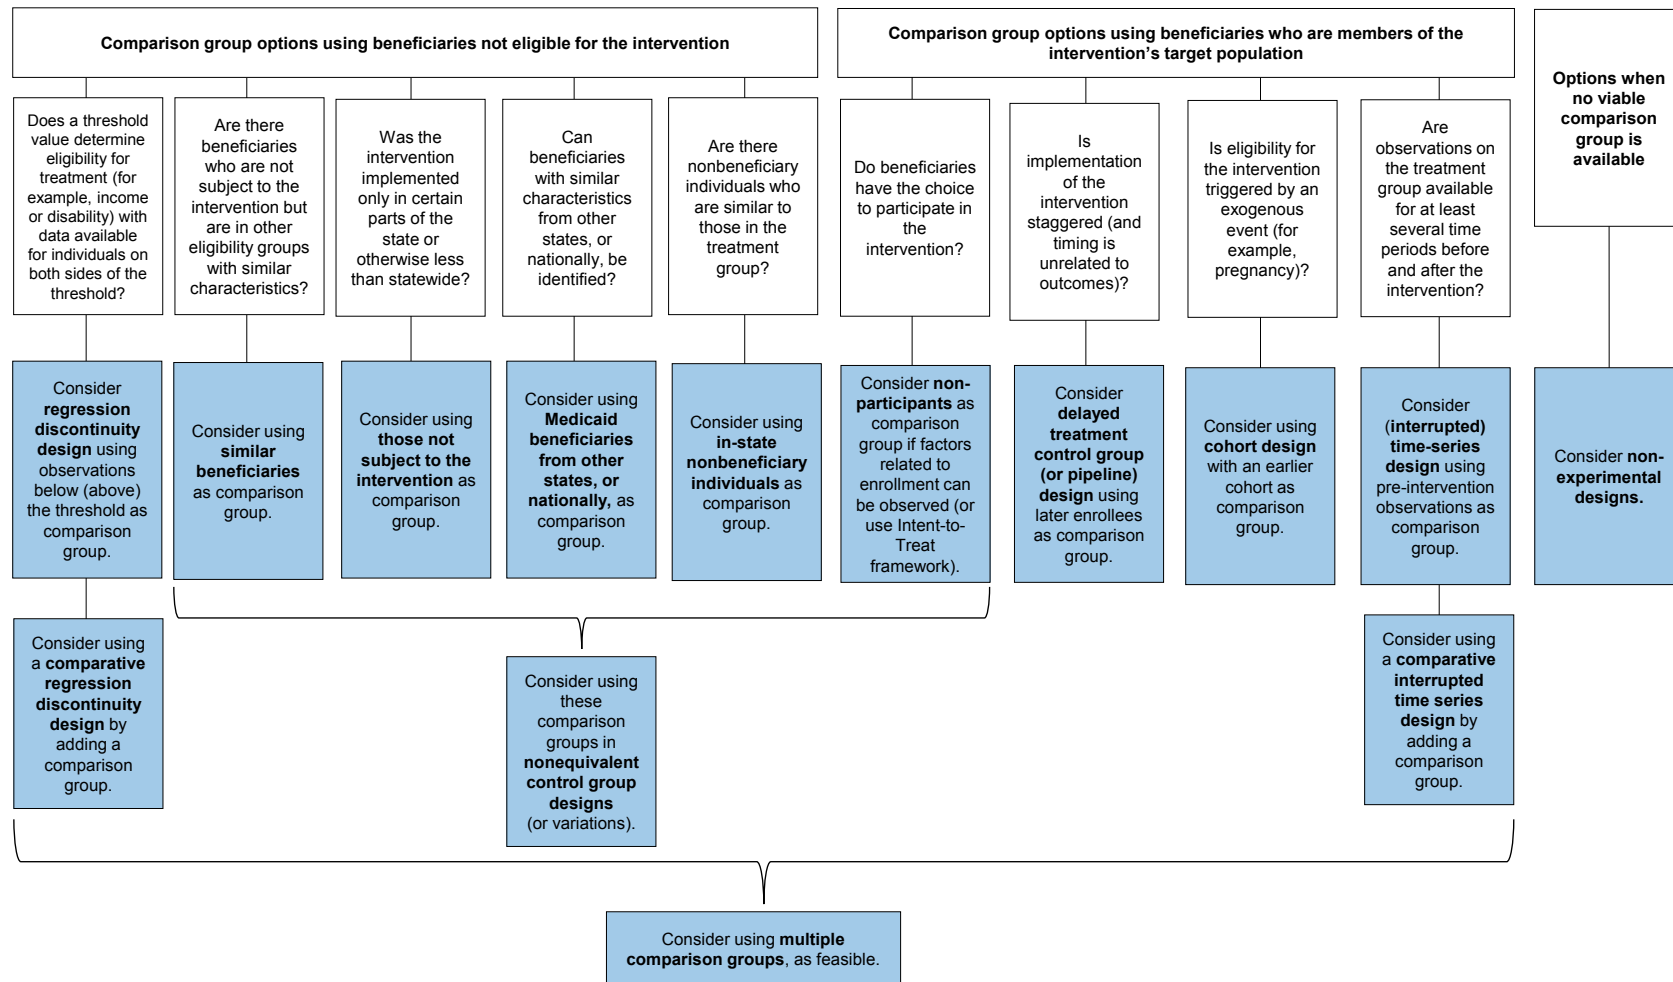 Comparison group options using beneficiaries not eligible for the intervention
Comparison group options using beneficiaries who are members of the
intervention's target population
Options when
no viable
comparison
group is
available
Does a threshold
value determine
eligibility for
treatment (for
example, income
or disability) with
data available
for individuals on
both sides of the
threshold?
Are there
beneficiaries
who are not
subject to the
intervention but
are in other
eligibility groups
with similar
characteristics?
Was the
intervention
implemented
only in certain
parts of the
state or
otherwise less
than statewide?
Can
beneficiaries
with similar
characteristics
from other
states, or
nationally, be
identified?
Are there
nonbeneficiary
individuals who
are similar to
those in the
treatment
group?
Do beneficiaries
have the choice
to participate in
the
intervention?
Is
implementation
of the
intervention
staggered (and
timing is
unrelated to
outcomes)?
Is eligibility for
the intervention
triggered by an
exogenous
event (for
example,
pregnancy)?
Are
observations on
the treatment
group available
for at least
several time
periods before
and after the
intervention?
Consider
regression
discontinuity
design using
observations
below (above)
the threshold as
comparison
group.
Consider using
similar
beneficiaries
as comparison
group.
Consider using
those not
subject to the
intervention as
comparison
group.
Consider using
Medicaid
beneficiaries
from other
states, or
nationally, as
comparison
group.
Consider using
in-state
nonbeneficiary
individuals as
comparison
group.
Consider non-
participants as
comparison
group if factors
related to
enrollment can
be observed (or
use Intent-to-
Treat
framework).
Consider
delayed
treatment
control group
(or pipeline)
design using
later enrollees
as comparison
group.
Consider using
cohort design
with an earlier
cohort as
comparison
group.
Consider
(interrupted)
time-series
design using
pre-intervention
observations as
comparison
group.
Consider non-
experimental
designs.
Consider using
a comparative
regression
discontinuity
design by
adding a
comparison
group.
Consider using
these
comparison
groups in
nonequivalent
control group
designs
(or variations).
Consider using
a comparative
interrupted
time series
design by
adding a
comparison
group.
Consider using multiple
comparison groups, as feasible.